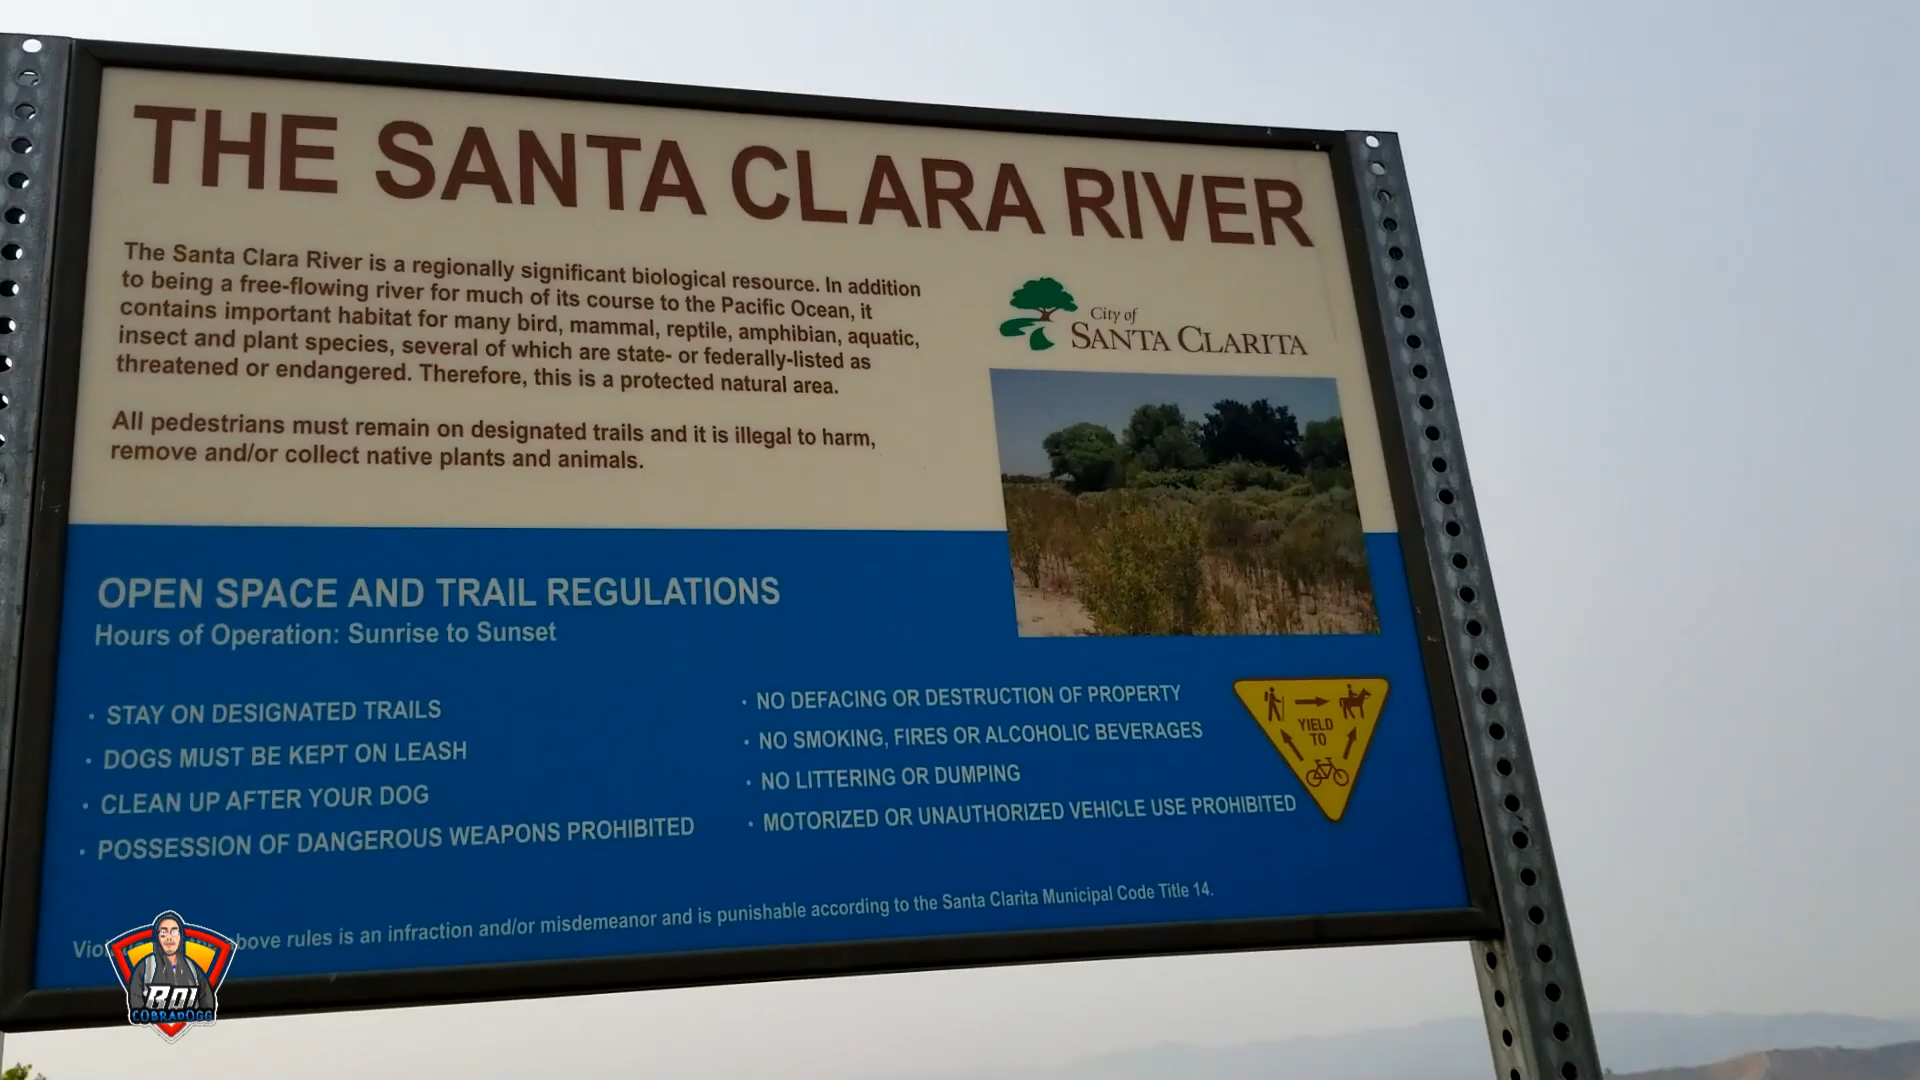 THE SANTA CLARA RIVER
The Santa Clara River is a regionally significant biological resource. In addition
to being a free-flowing river for much of its course to the Pacific Ocean, it
contains important habitat for many bird, mammal, reptile, amphibian, aquatic,
insect and plant species, several of which are state- or federally-listed as
threatened or endangered. Therefore, this is a protected natural area.
All pedestrians must remain on designated trails and it is illegal to harm,
remove and/or collect native plants and animals.
City of
SANTA CLARITA
OPEN SPACE AND TRAIL REGULATIONS
Hours of Operation: Sunrise to Sunset
· STAY ON DESIGNATED TRAILS
· DOGS MUST BE KEPT ON LEASH
· CLEAN UP AFTER YOUR DOG
· POSSESSION OF DANGEROUS WEAPONS PROHIBITED
· NO DEFACING OR DESTRUCTION OF PROPERTY
· NO SMOKING, FIRES OR ALCOHOLIC BEVERAGES
· NO LITTERING OR DUMPING
· MOTORIZED OR UNAUTHORIZED VEHICLE USE PROHIBITED
YIELD
TO
above rules is an infraction and/or misdemeanor and is punishable according to the Santa Clarita Municipal Code Title 14.
ROI
COBRADOGG